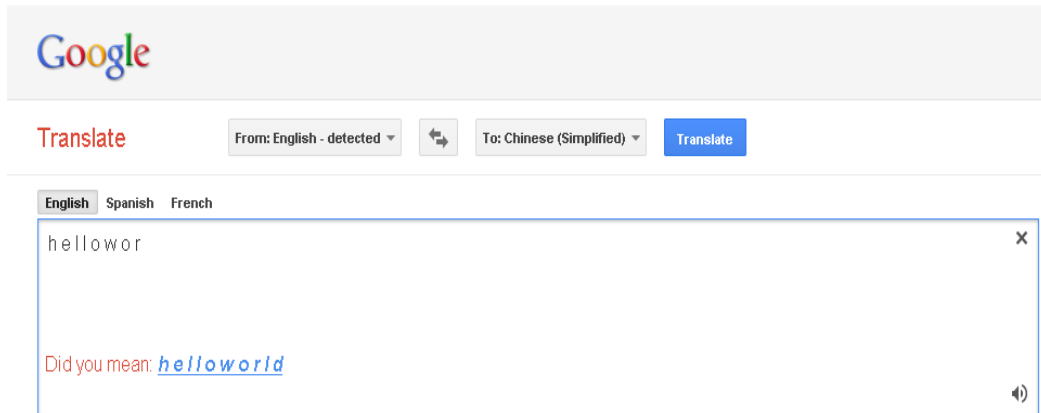 Google
Translate From: English - detected To: Chinese (Simplified) Translate
English Spanish French
h e l l o w o r
Did you mean: h e l l o w o r l d